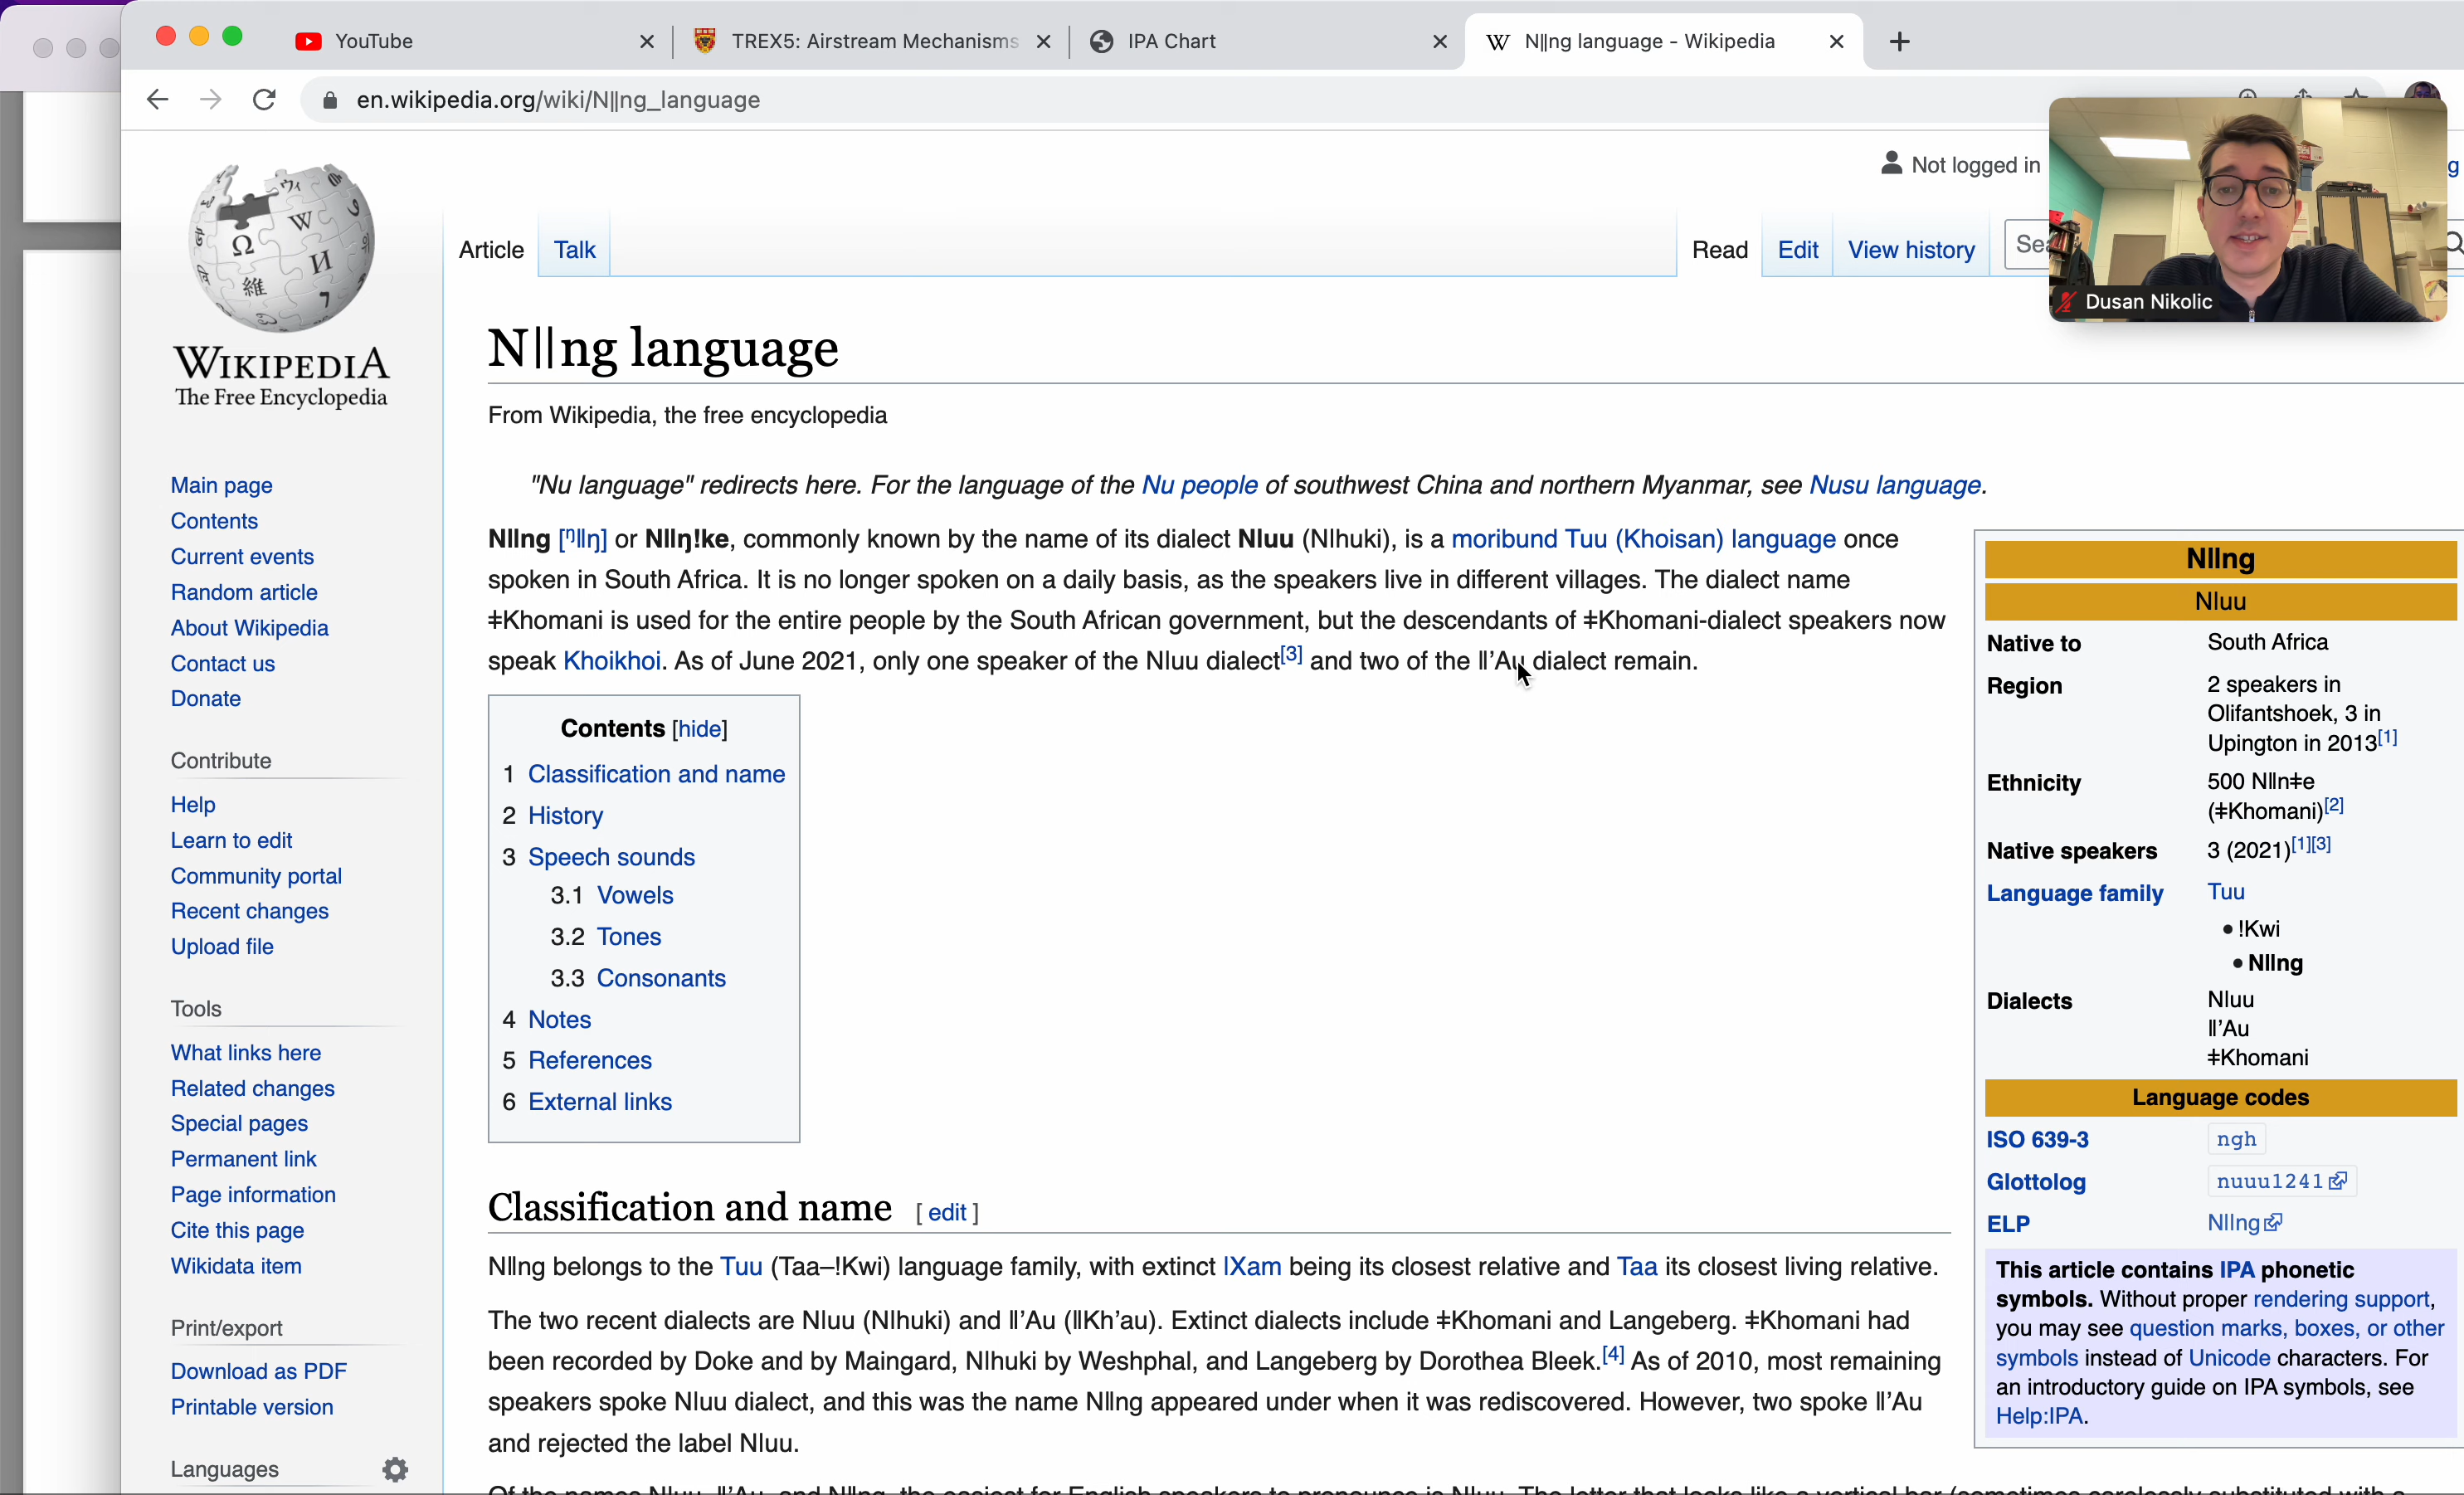 YouTube
TREX5: Airstream Mechanisms
IPA Chart
Nǁng language - Wikipedia
en.wikipedia.org/wiki/Nǁng_language
Not logged in
Dusan Nikolic
WIKIPEDIA
The Free Encyclopedia
Article
Talk
Read
Edit
View history
Nǁng language
From Wikipedia, the free encyclopedia
"Nu language" redirects here. For the language of the Nu people of southwest China and northern Myanmar, see Nusu language.
Nǁng [ᵑǁŋ] or Nǁŋǃke, commonly known by the name of its dialect Nǀuu (Nǀhuki), is a moribund Tuu (Khoisan) language once
spoken in South Africa. It is no longer spoken on a daily basis, as the speakers live in different villages. The dialect name
ǂKhomani is used for the entire people by the South African government, but the descendants of ǂKhomani-dialect speakers now
speak Khoikhoi. As of June 2021, only one speaker of the Nǀuu dialect[3] and two of the ǁ'Au dialect remain.
Contents [hide]
1 Classification and name
2 History
3 Speech sounds
3.1 Vowels
3.2 Tones
3.3 Consonants
4 Notes
5 References
6 External links
Classification and name [ edit ]
Nǁng belongs to the Tuu (Taa–ǃKwi) language family, with extinct ǀXam being its closest relative and Taa its closest living relative.
The two recent dialects are Nǀuu (Nǀhuki) and ǁ'Au (ǁKh'au). Extinct dialects include ǂKhomani and Langeberg. ǂKhomani had
been recorded by Doke and by Maingard, Nǀhuki by Weshphal, and Langeberg by Dorothea Bleek.[4] As of 2010, most remaining
speakers spoke Nǀuu dialect, and this was the name Nǁng appeared under when it was rediscovered. However, two spoke ǁ'Au
and rejected the label Nǀuu.
Nǁng
Nǀuu
Native to South Africa
Region 2 speakers in
Olifantshoek, 3 in
Upington in 2013[1]
Ethnicity 500 Nǁnǂe
(ǂKhomani)[2]
Native speakers 3 (2021)[1][3]
Language family Tuu
• ǃKwi
• Nǁng
Dialects Nǀuu
ǁ'Au
ǂKhomani
Language codes
ISO 639-3 ngh
Glottolog nuuu1241
ELP Nǁng
This article contains IPA phonetic
symbols. Without proper rendering support,
you may see question marks, boxes, or other
symbols instead of Unicode characters. For
an introductory guide on IPA symbols, see
Help:IPA.
Main page
Contents
Current events
Random article
About Wikipedia
Contact us
Donate
Contribute
Help
Learn to edit
Community portal
Recent changes
Upload file
Tools
What links here
Related changes
Special pages
Permanent link
Page information
Cite this page
Wikidata item
Print/export
Download as PDF
Printable version
Languages